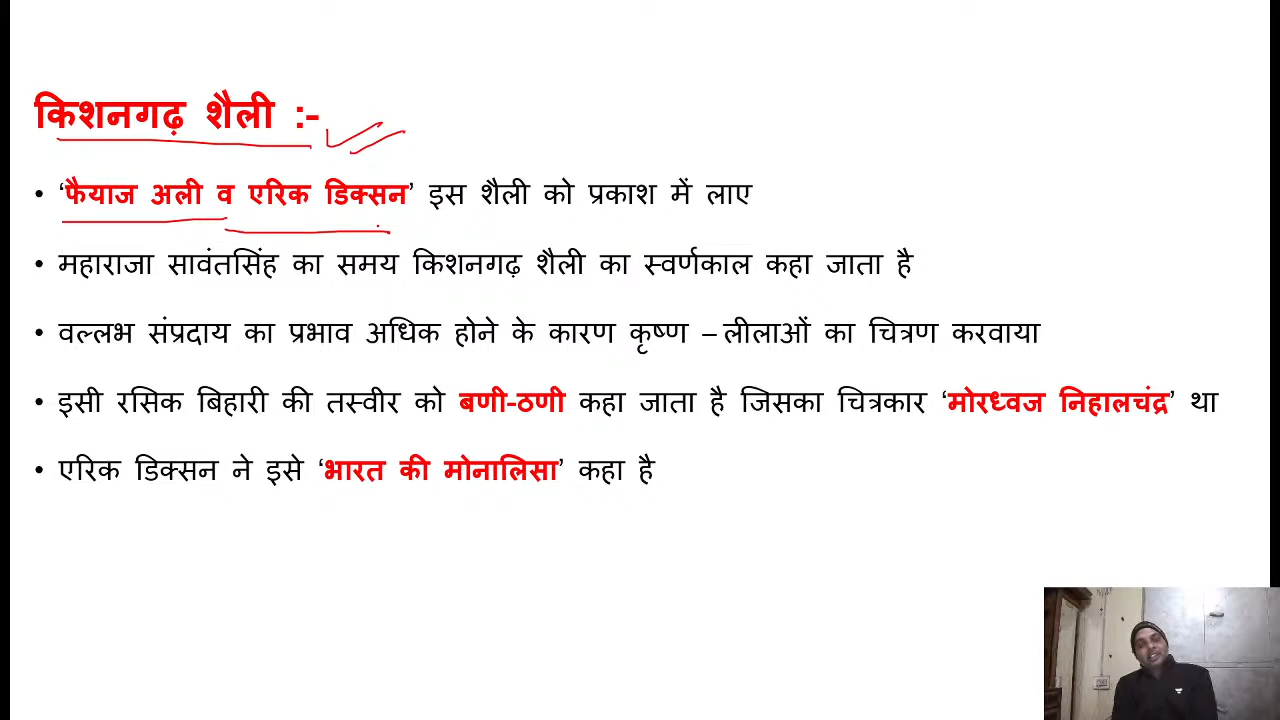 किशनगढ़ शैली :-
• ‘फैयाज अली व एरिक डिक्सन’ इस शैली को प्रकाश में लाए
• महाराजा सावंतसिंह का समय किशनगढ़ शैली का स्वर्णकाल कहा जाता है
• वल्लभ संप्रदाय का प्रभाव अधिक होने के कारण कृष्ण – लीलाओं का चित्रण करवाया
• इसी रसिक बिहारी की तस्वीर को बणी-ठणी कहा जाता है जिसका चित्रकार ‘मोरध्वज निहालचंद्र’ था
• एरिक डिक्सन ने इसे ‘भारत की मोनालिसा’ कहा है